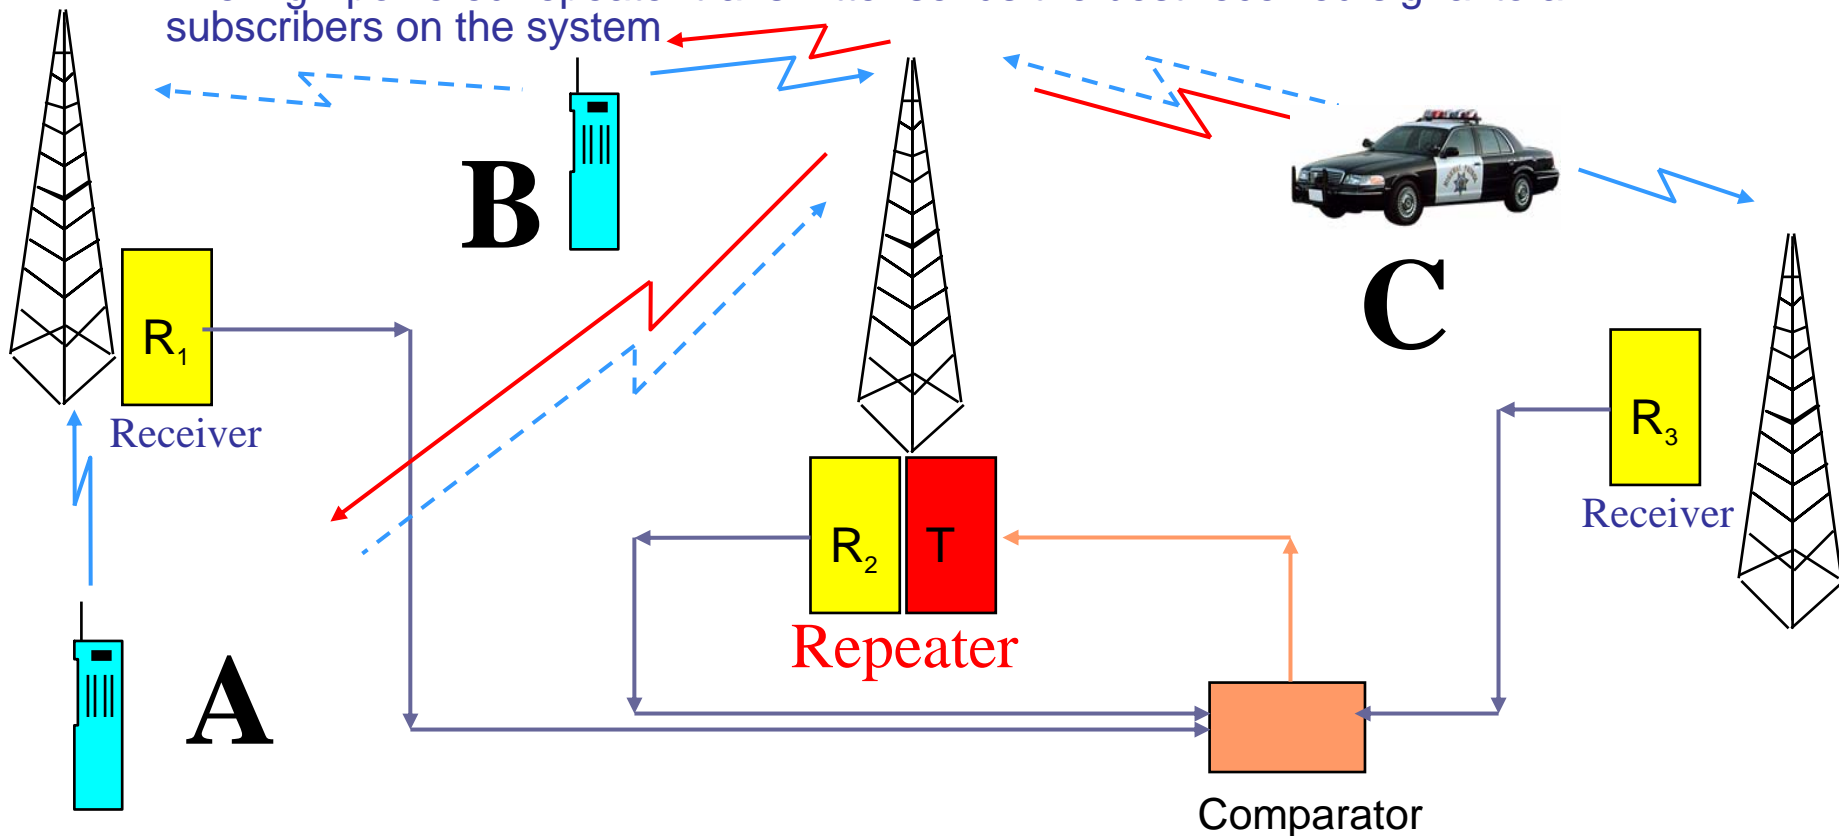 subscribers on the system
B
C
R1
Receiver
R3
Receiver
R2
T
Repeater
A
Comparator